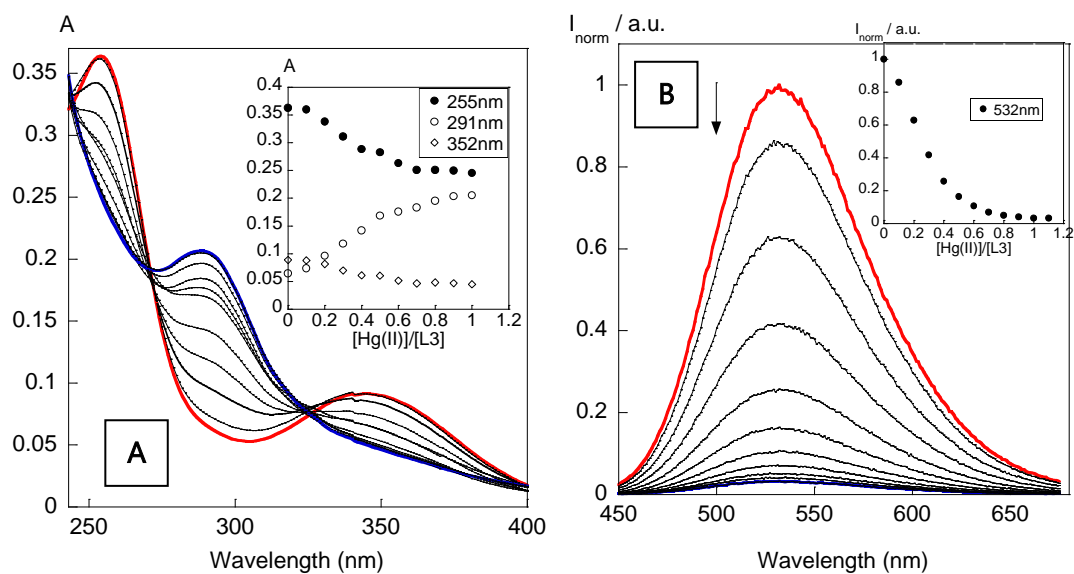 A
0.35
0.3
0.25
0.2
0.15
0.1
0.05
0
250 300 350 400
Wavelength (nm)
A
A
0.4
0.3
0.3
0.2
0.2
0.1
0.1
0.05
0
0 0.2 0.4 0.6 0.8 1 1.2
[Hg(II)]/[L3]
255nm
291nm
352nm
I norm / a.u.
1
0.8
0.6
0.4
0.2
0
450 500 550 600 650
Wavelength (nm)
B
I norm / a.u.
1
0.8
0.6
0.4
0.2
0
0 0.2 0.4 0.6 0.8 1 1.2
[Hg(II)]/[L3]
532nm